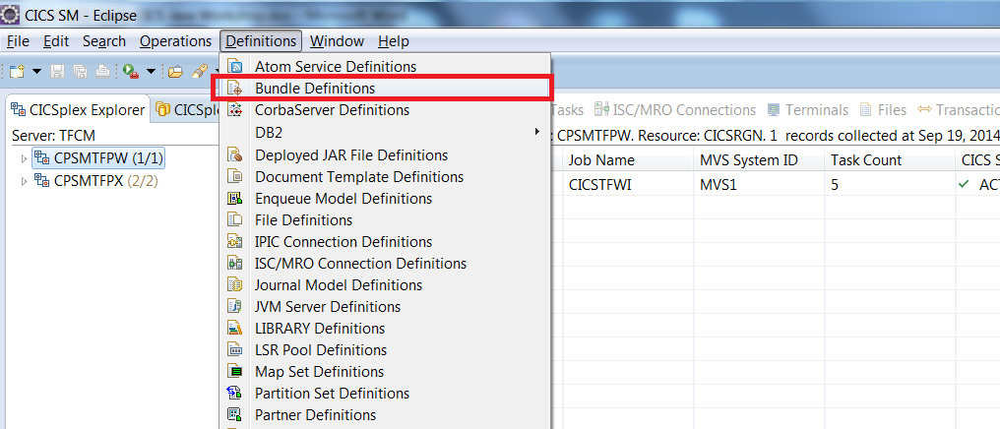 CICS SM - Eclipse
File Edit Search Operations Definitions Window Help
Atom Service Definitions
Bundle Definitions
CorbaServer Definitions
DB2
Deployed JAR File Definitions
Document Template Definitions
Enqueue Model Definitions
File Definitions
IPIC Connection Definitions
ISC/MRO Connection Definitions
Journal Model Definitions
JVM Server Definitions
LIBRARY Definitions
LSR Pool Definitions
Map Set Definitions
Partition Set Definitions
Partner Definitions
CICSplex Explorer CICSple
Server: TFCM
CPSMTFPW (1/1)
CPSMTFPX (2/2)
asks ISC/MRO Connections Terminals Files Transactio
: CPSMTFPW. Resource: CICSRGN. 1 records collected at Sep 19, 2014
Job Name MVS System ID Task Count CICS S
CICSTFWI MVS1 5 ACT